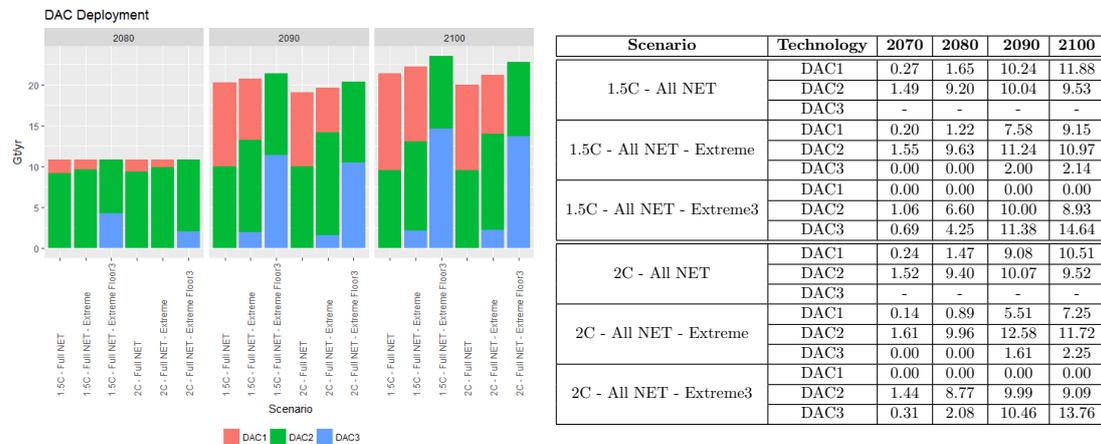 DAC Deployment
2080 2090 2100
Gt/yr
20
15
10
5
0
1.5C - Full NET
1.5C - Full NET - Extreme
1.5C - Full NET - Extreme Floor3
2C - Full NET
2C - Full NET - Extreme
2C - Full NET - Extreme Floor3
1.5C - Full NET
1.5C - Full NET - Extreme
1.5C - Full NET - Extreme Floor3
2C - Full NET
2C - Full NET - Extreme
2C - Full NET - Extreme Floor3
1.5C - Full NET
1.5C - Full NET - Extreme
1.5C - Full NET - Extreme Floor3
2C - Full NET
2C - Full NET - Extreme
2C - Full NET - Extreme Floor3
Scenario
DAC1 DAC2 DAC3
Scenario Technology 2070 2080 2090 2100
1.5C - All NET
DAC1 0.27 1.65 10.24 11.88
DAC2 1.49 9.20 10.04 9.53
DAC3 - - - -
1.5C - All NET - Extreme
DAC1 0.20 1.22 7.58 9.15
DAC2 1.55 9.63 11.24 10.97
DAC3 0.00 0.00 2.00 2.14
1.5C - All NET - Extreme3
DAC1 0.00 0.00 0.00 0.00
DAC2 1.06 6.60 10.00 8.93
DAC3 0.69 4.25 11.38 14.64
2C - All NET
DAC1 0.24 1.47 9.08 10.51
DAC2 1.52 9.40 10.07 9.52
DAC3 - - - -
2C - All NET - Extreme
DAC1 0.14 0.89 5.51 7.25
DAC2 1.61 9.96 12.58 11.72
DAC3 0.00 0.00 1.61 2.25
2C - All NET - Extreme3
DAC1 0.00 0.00 0.00 0.00
DAC2 1.44 8.77 9.99 9.09
DAC3 0.31 2.08 10.46 13.76